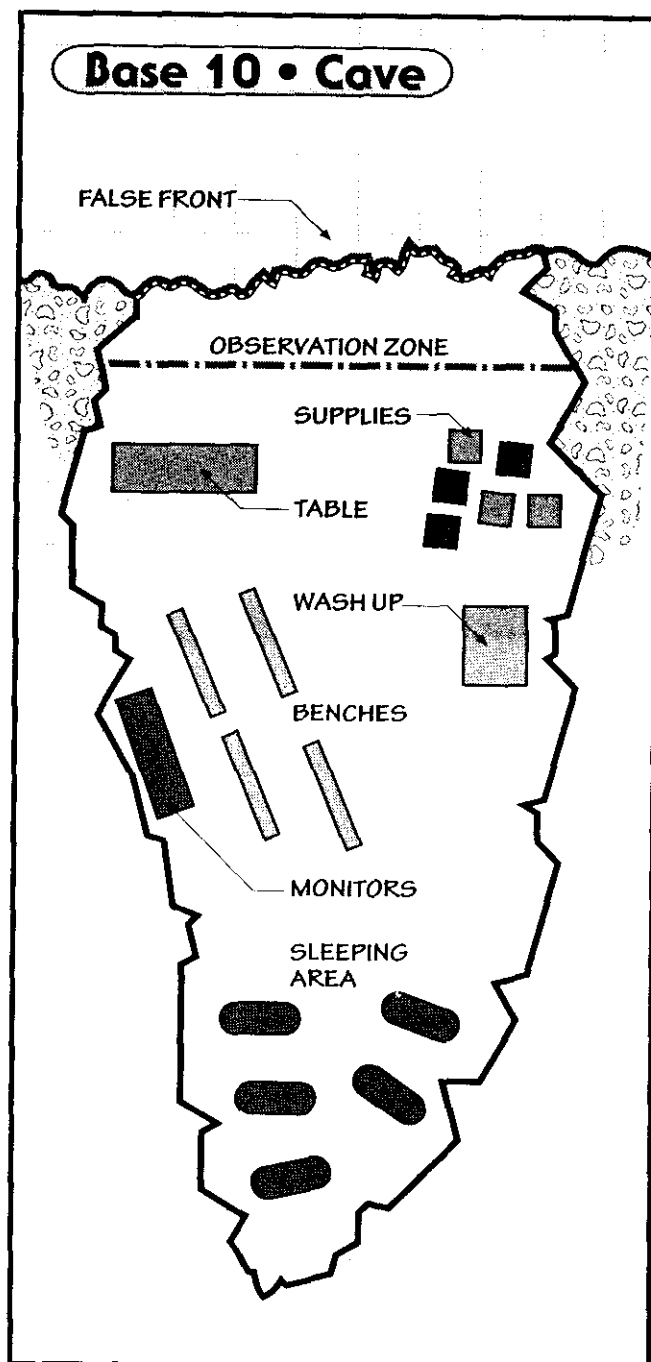 Base 10 • Cave
FALSE FRONT
OBSERVATION ZONE
SUPPLIES
TABLE
WASH UP
BENCHES
MONITORS
SLEEPING
AREA